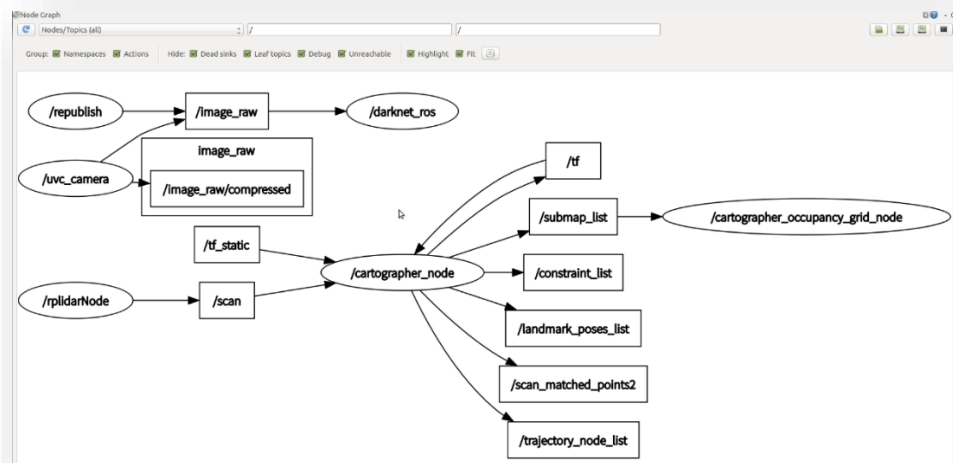 Node Graph
Nodes/Topics (all) / /
Group: Namespaces Actions Hide: Dead sinks Leaf topics Debug Unreachable Highlight Fit
/republish
/image_raw
/darknet_ros
image_raw
/uvc_camera
/image_raw/compressed
/tf
/submap_list
/cartographer_occupancy_grid_node
/tf_static
/cartographer_node
/constraint_list
/rplidarNode
/scan
/landmark_poses_list
/scan_matched_points2
/trajectory_node_list